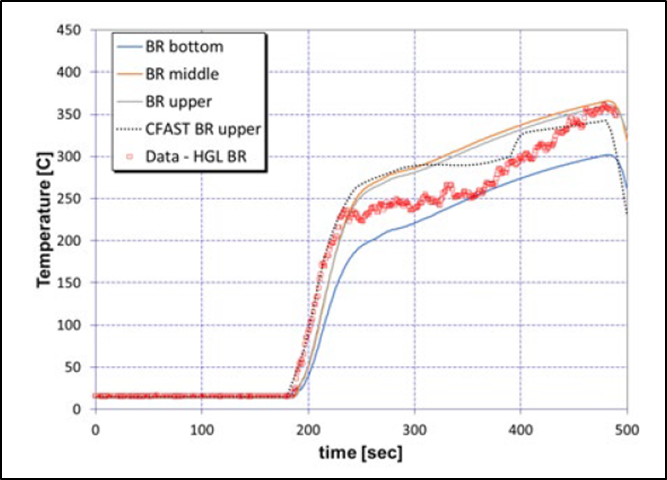 450
400
350
300
250
200
150
100
50
0
Temperature [C]
BR bottom
BR middle
BR upper
CFAST BR upper
Data - HGL BR
0 100 200 300 400 500
time [sec]